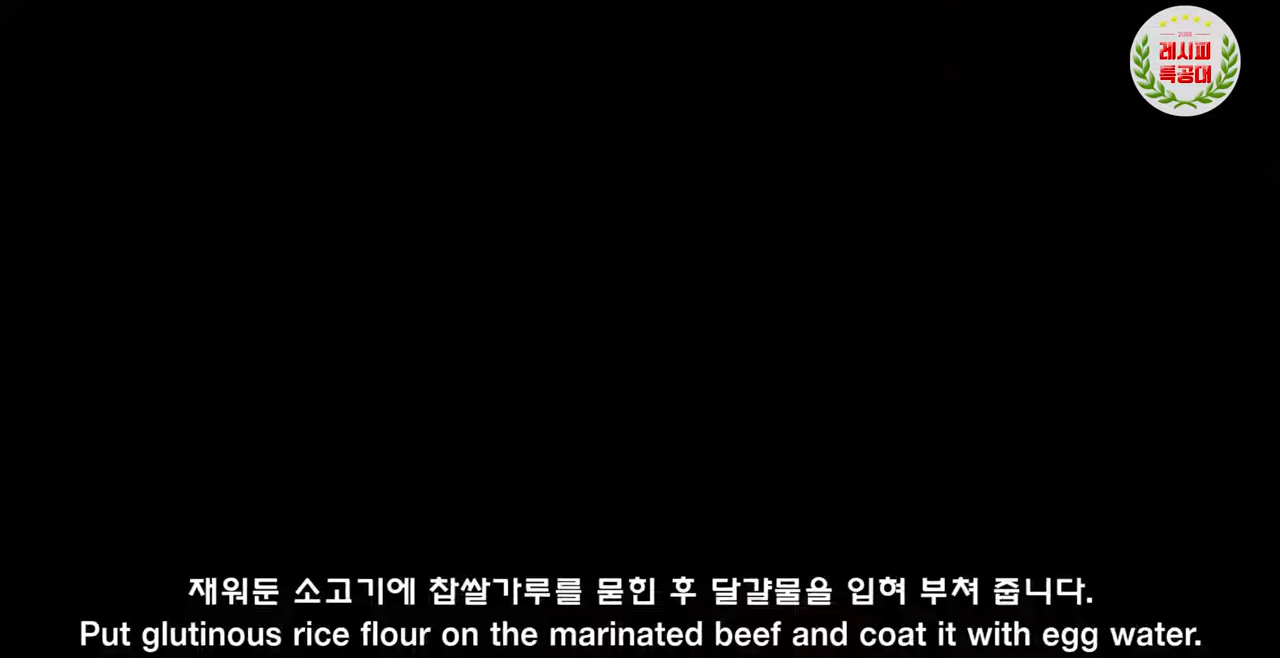 2018
레시피
특공대
재워둔 소고기에 찹쌀가루를 묻힌 후 달걀물을 입혀 부쳐 줍니다.
Put glutinous rice flour on the marinated beef and coat it with egg water.